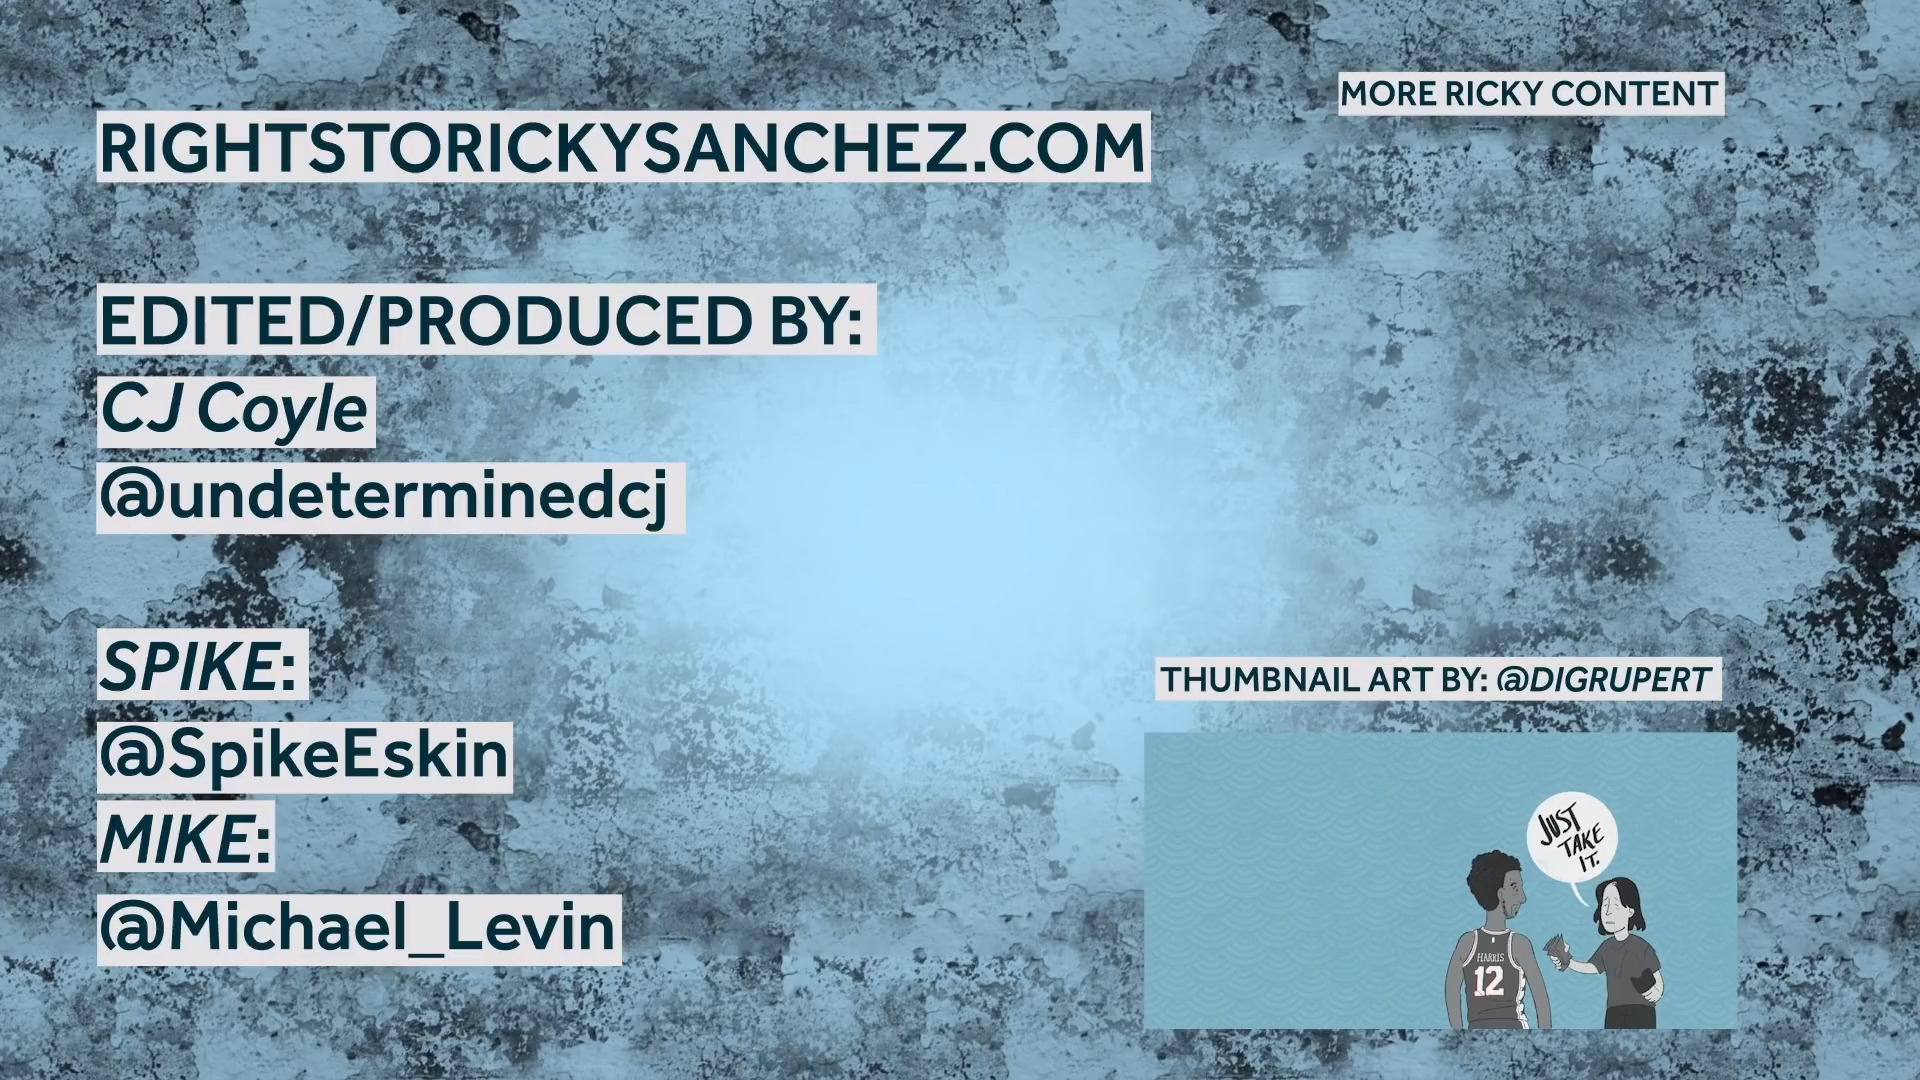 RIGHTSTORICKYSANCHEZ.COM
EDITED/PRODUCED BY:
CJ Coyle
@undeterminedcj
SPIKE:
@SpikeEskin
MIKE:
@Michael_Levin
MORE RICKY CONTENT
THUMBNAIL ART BY: @DIGRUPERT
JUST
TAKE
IT.
HARRIS
12